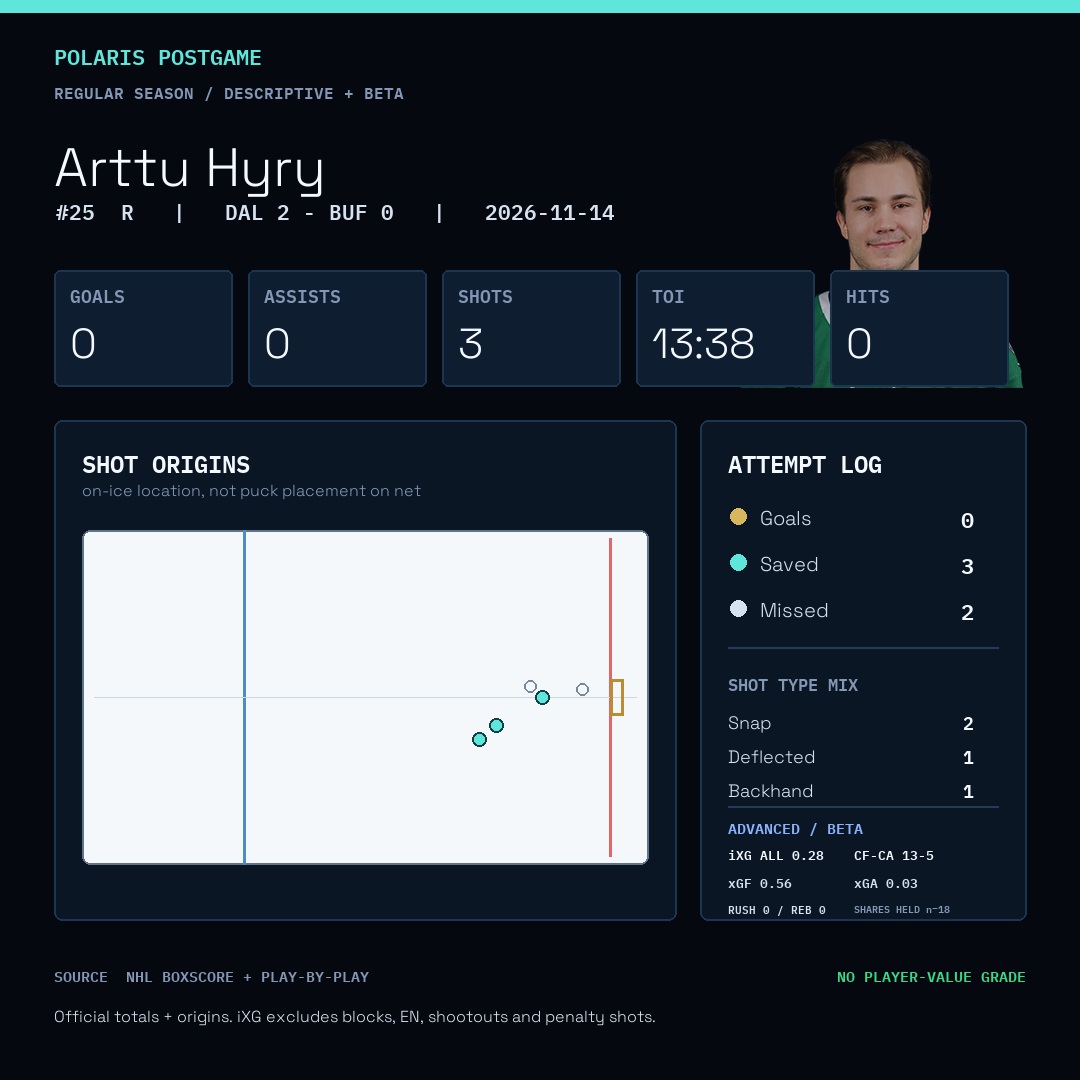 POLARIS POSTGAME
REGULAR SEASON / DESCRIPTIVE + BETA
Arttu Hyry
#25 R | DAL 2 - BUF 0 | 2026-11-14
GOALS
0
ASSISTS
0
SHOTS
3
TOI
13:38
HITS
0
SHOT ORIGINS
on-ice location, not puck placement on net
ATTEMPT LOG
Goals 0
Saved 3
Missed 2
SHOT TYPE MIX
Snap 2
Deflected 1
Backhand 1
ADVANCED / BETA
iXG ALL 0.28 CF-CA 13-5
xGF 0.56 xGA 0.03
RUSH 0 / REB 0 SHARES HELD n=18
SOURCE NHL BOXSCORE + PLAY-BY-PLAY
NO PLAYER-VALUE GRADE
Official totals + origins. iXG excludes blocks, EN, shootouts and penalty shots.